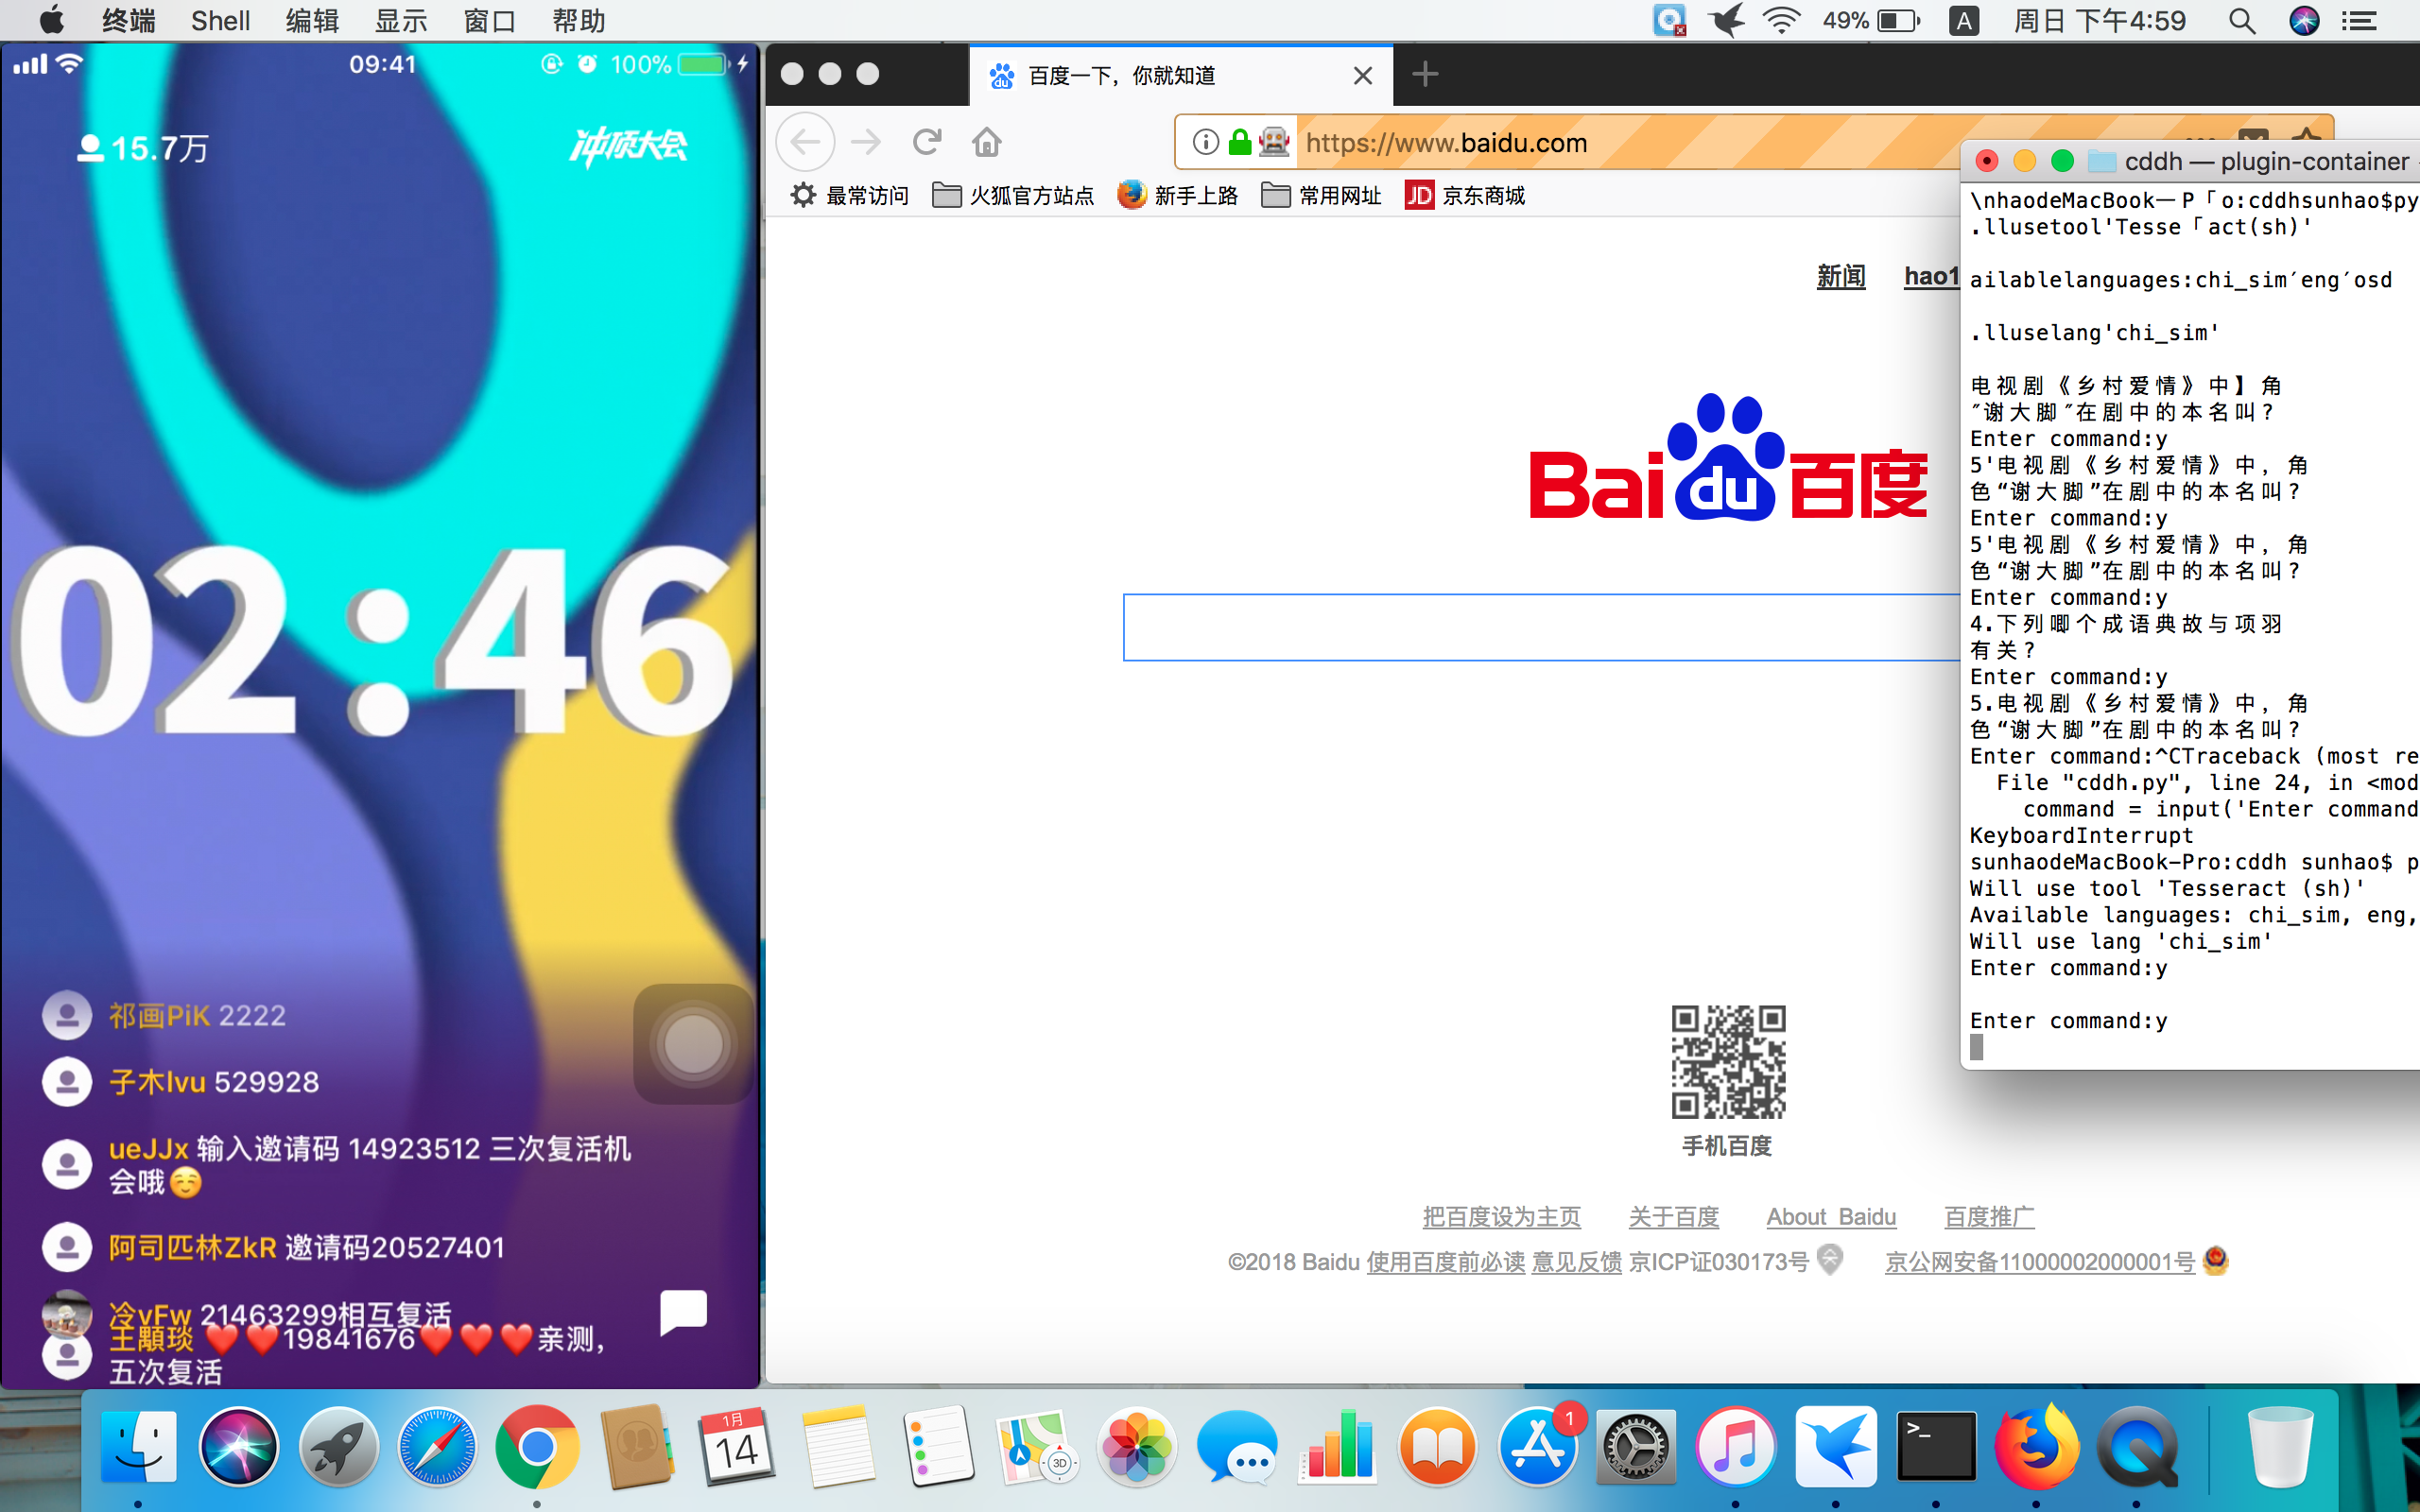 终端 Shell 编辑 显示 窗口 帮助
49% A 周日 下午4:59
09:41 100%
15.7万 冲顶大会
02:46
祁画PiK 2222
子木lvu 529928
ueJJx 输入邀请码 14923512 三次复活机
会哦
阿司匹林ZkR 邀请码20527401
冷vFw 21463299相互复活
王顒琰 19841676 亲测，
五次复活
百度一下，你就知道
https://www.baidu.com
最常访问 火狐官方站点 新手上路 常用网址 JD 京东商城
新闻 hao1
Bai du 百度
手机百度
把百度设为主页 关于百度 About Baidu 百度推广
©2018 Baidu 使用百度前必读 意见反馈 京ICP证030173号 京公网安备11000002000001号
cddh — plugin-container
\nhaodeMacBook一P「o:cddhsunhao$py
.llusetool'Tesse「act(sh)'
ailablelanguages:chi_sim′eng′osd
.lluselang'chi_sim'
电视剧《乡村爱情》中】角
″谢大脚″在剧中的本名叫?
Enter command:y
5'电视剧《乡村爱情》中,角
色“谢大脚”在剧中的本名叫?
Enter command:y
5'电视剧《乡村爱情》中,角
色“谢大脚”在剧中的本名叫?
Enter command:y
4.下列唧个成语典故与项羽
有关?
Enter command:y
5.电视剧《乡村爱情》中,角
色“谢大脚”在剧中的本名叫?
Enter command:^CTraceback (most re
File "cddh.py", line 24, in <mod
command = input('Enter command
KeyboardInterrupt
sunhaodeMacBook-Pro:cddh sunhao$ p
Will use tool 'Tesseract (sh)'
Available languages: chi_sim, eng,
Will use lang 'chi_sim'
Enter command:y
Enter command:y
1月
14
3D
1
>_